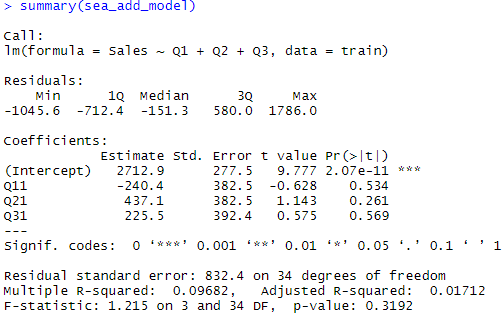 > summary(sea_add_model)
Call:
lm(formula = Sales ~ Q1 + Q2 + Q3, data = train)
Residuals:
    Min      1Q  Median      3Q     Max
-1045.6  -712.4  -151.3   580.0  1786.0
Coefficients:
            Estimate Std. Error t value Pr(>|t|)
(Intercept)   2712.9      277.5   9.777 2.07e-11 ***
Q11           -240.4      382.5  -0.628    0.534
Q21            437.1      382.5   1.143    0.261
Q31            225.5      392.4   0.575    0.569
---
Signif. codes:  0 ‘***’ 0.001 ‘**’ 0.01 ‘*’ 0.05 ‘.’ 0.1 ‘ ’ 1
Residual standard error: 832.4 on 34 degrees of freedom
Multiple R-squared:  0.09682,	Adjusted R-squared:  0.01712
F-statistic: 1.215 on 3 and 34 DF,  p-value: 0.3192